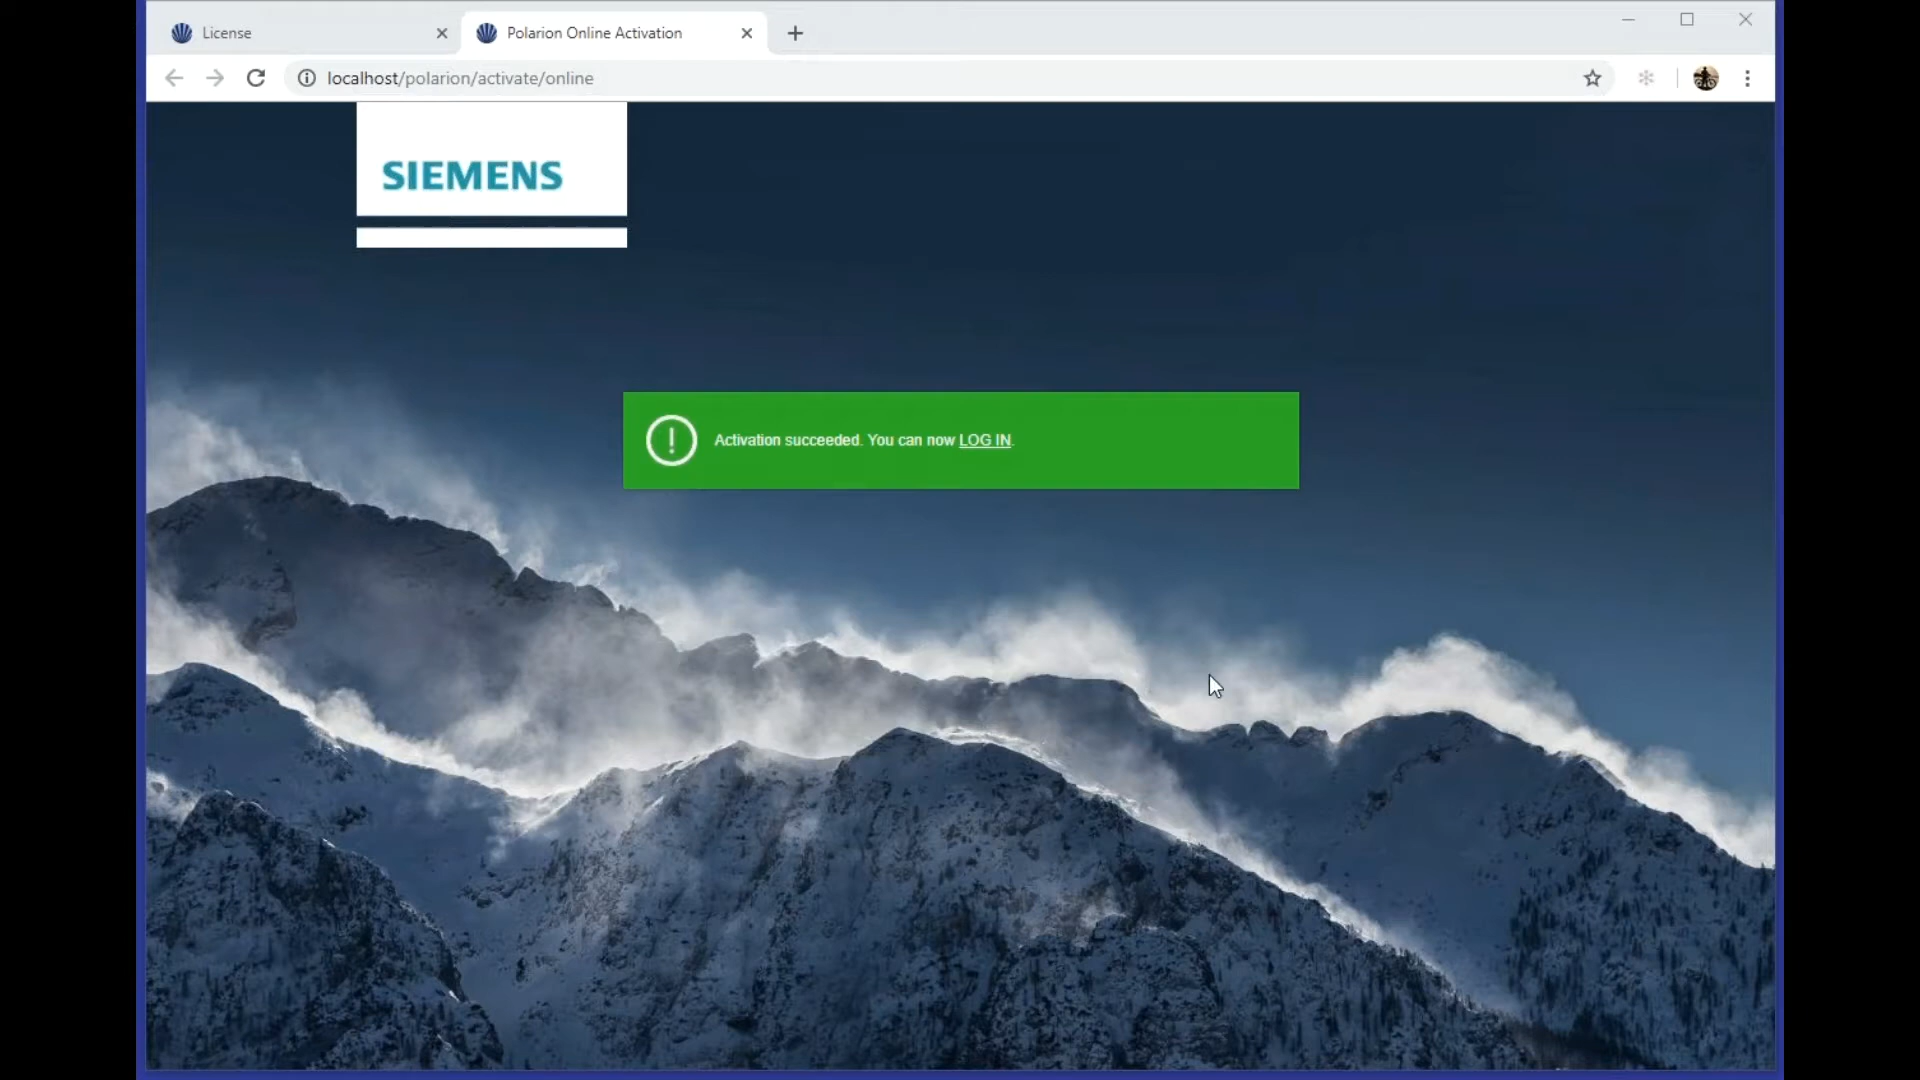 License
Polarion Online Activation
localhost/polarion/activate/online
SIEMENS
Activation succeeded. You can now LOG IN.